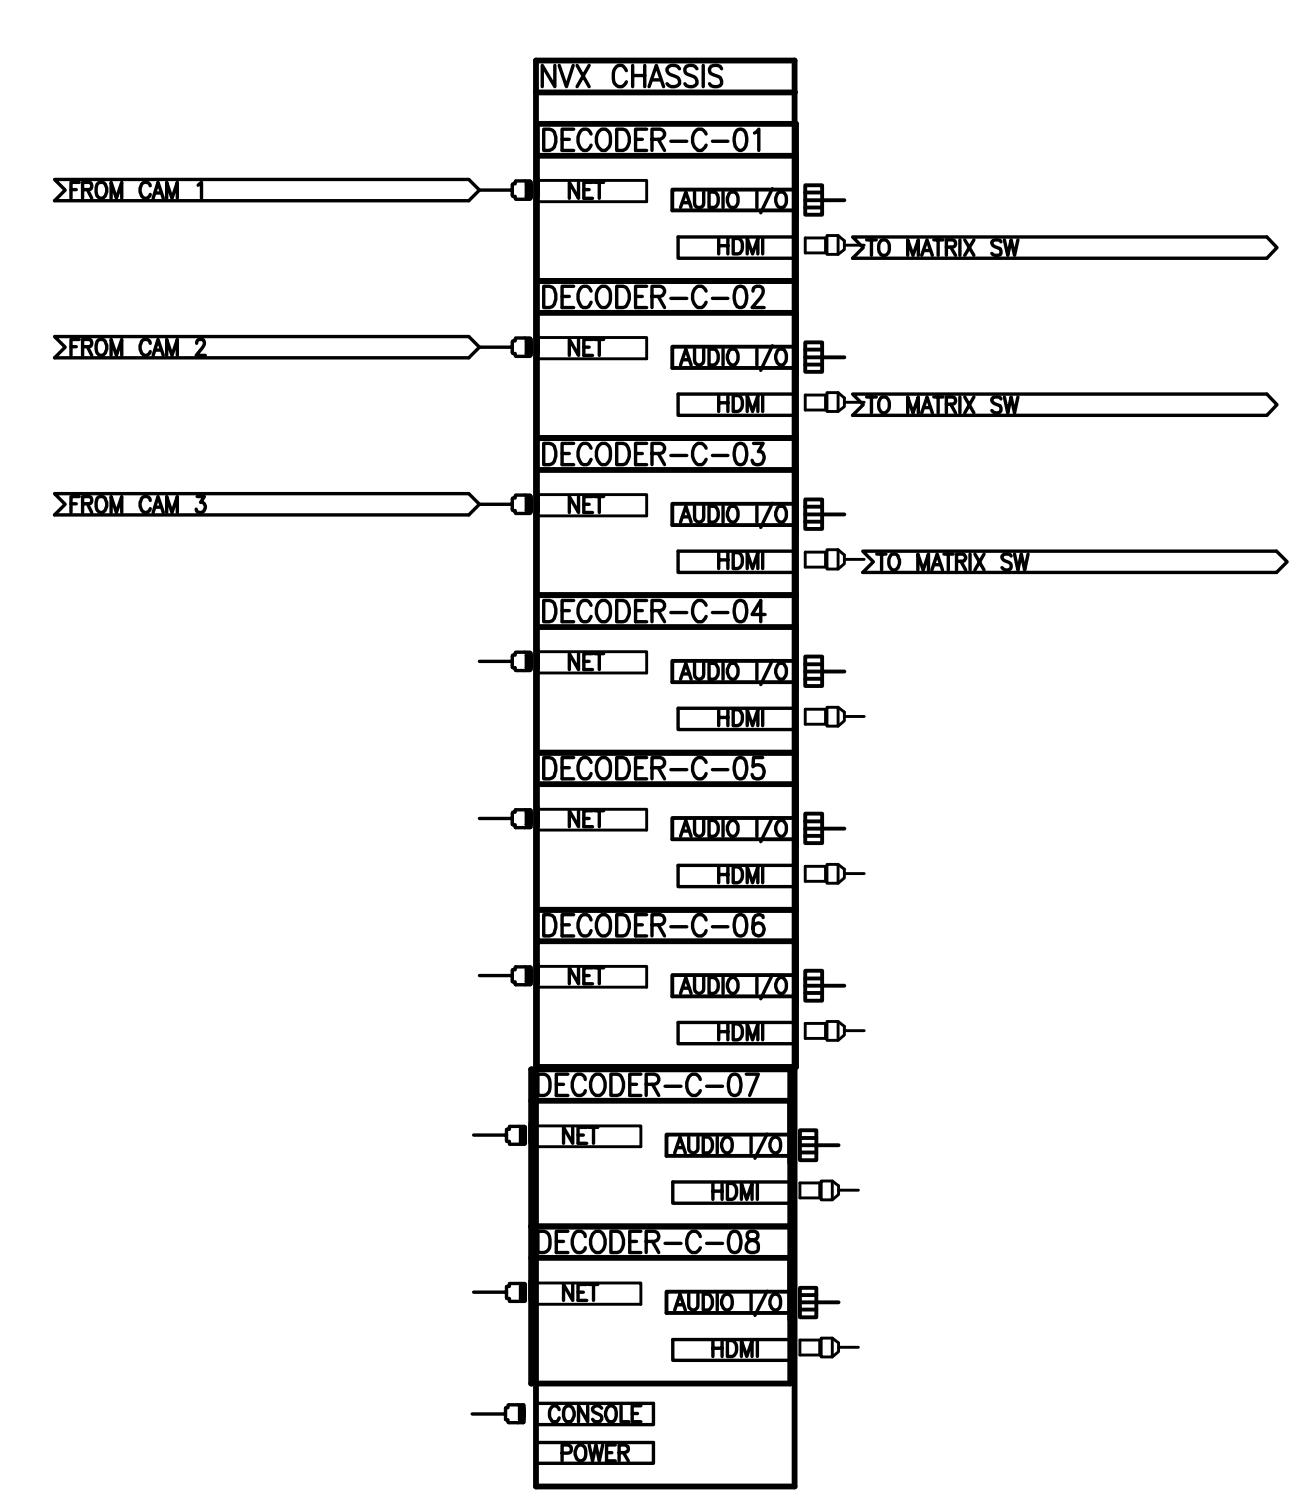 NVX CHASSIS
DECODER-C-01
FROM CAM 1
NET
AUDIO I/O
HDMI
TO MATRIX SW
DECODER-C-02
FROM CAM 2
NET
AUDIO I/O
HDMI
TO MATRIX SW
DECODER-C-03
FROM CAM 3
NET
AUDIO I/O
HDMI
TO MATRIX SW
DECODER-C-04
NET
AUDIO I/O
HDMI
DECODER-C-05
NET
AUDIO I/O
HDMI
DECODER-C-06
NET
AUDIO I/O
HDMI
DECODER-C-07
NET
AUDIO I/O
HDMI
DECODER-C-08
NET
AUDIO I/O
HDMI
CONSOLE
POWER